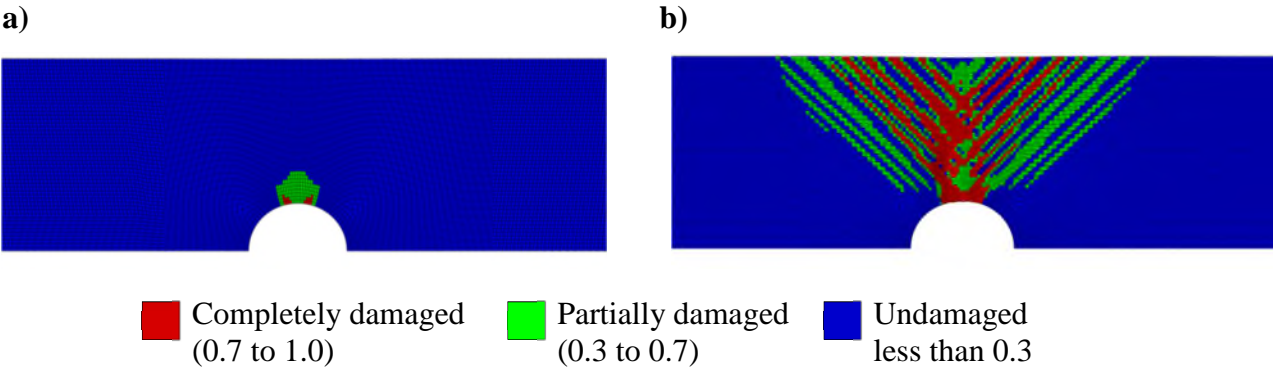 a)
b)
Completely damaged
(0.7 to 1.0)
Partially damaged
(0.3 to 0.7)
Undamaged
less than 0.3